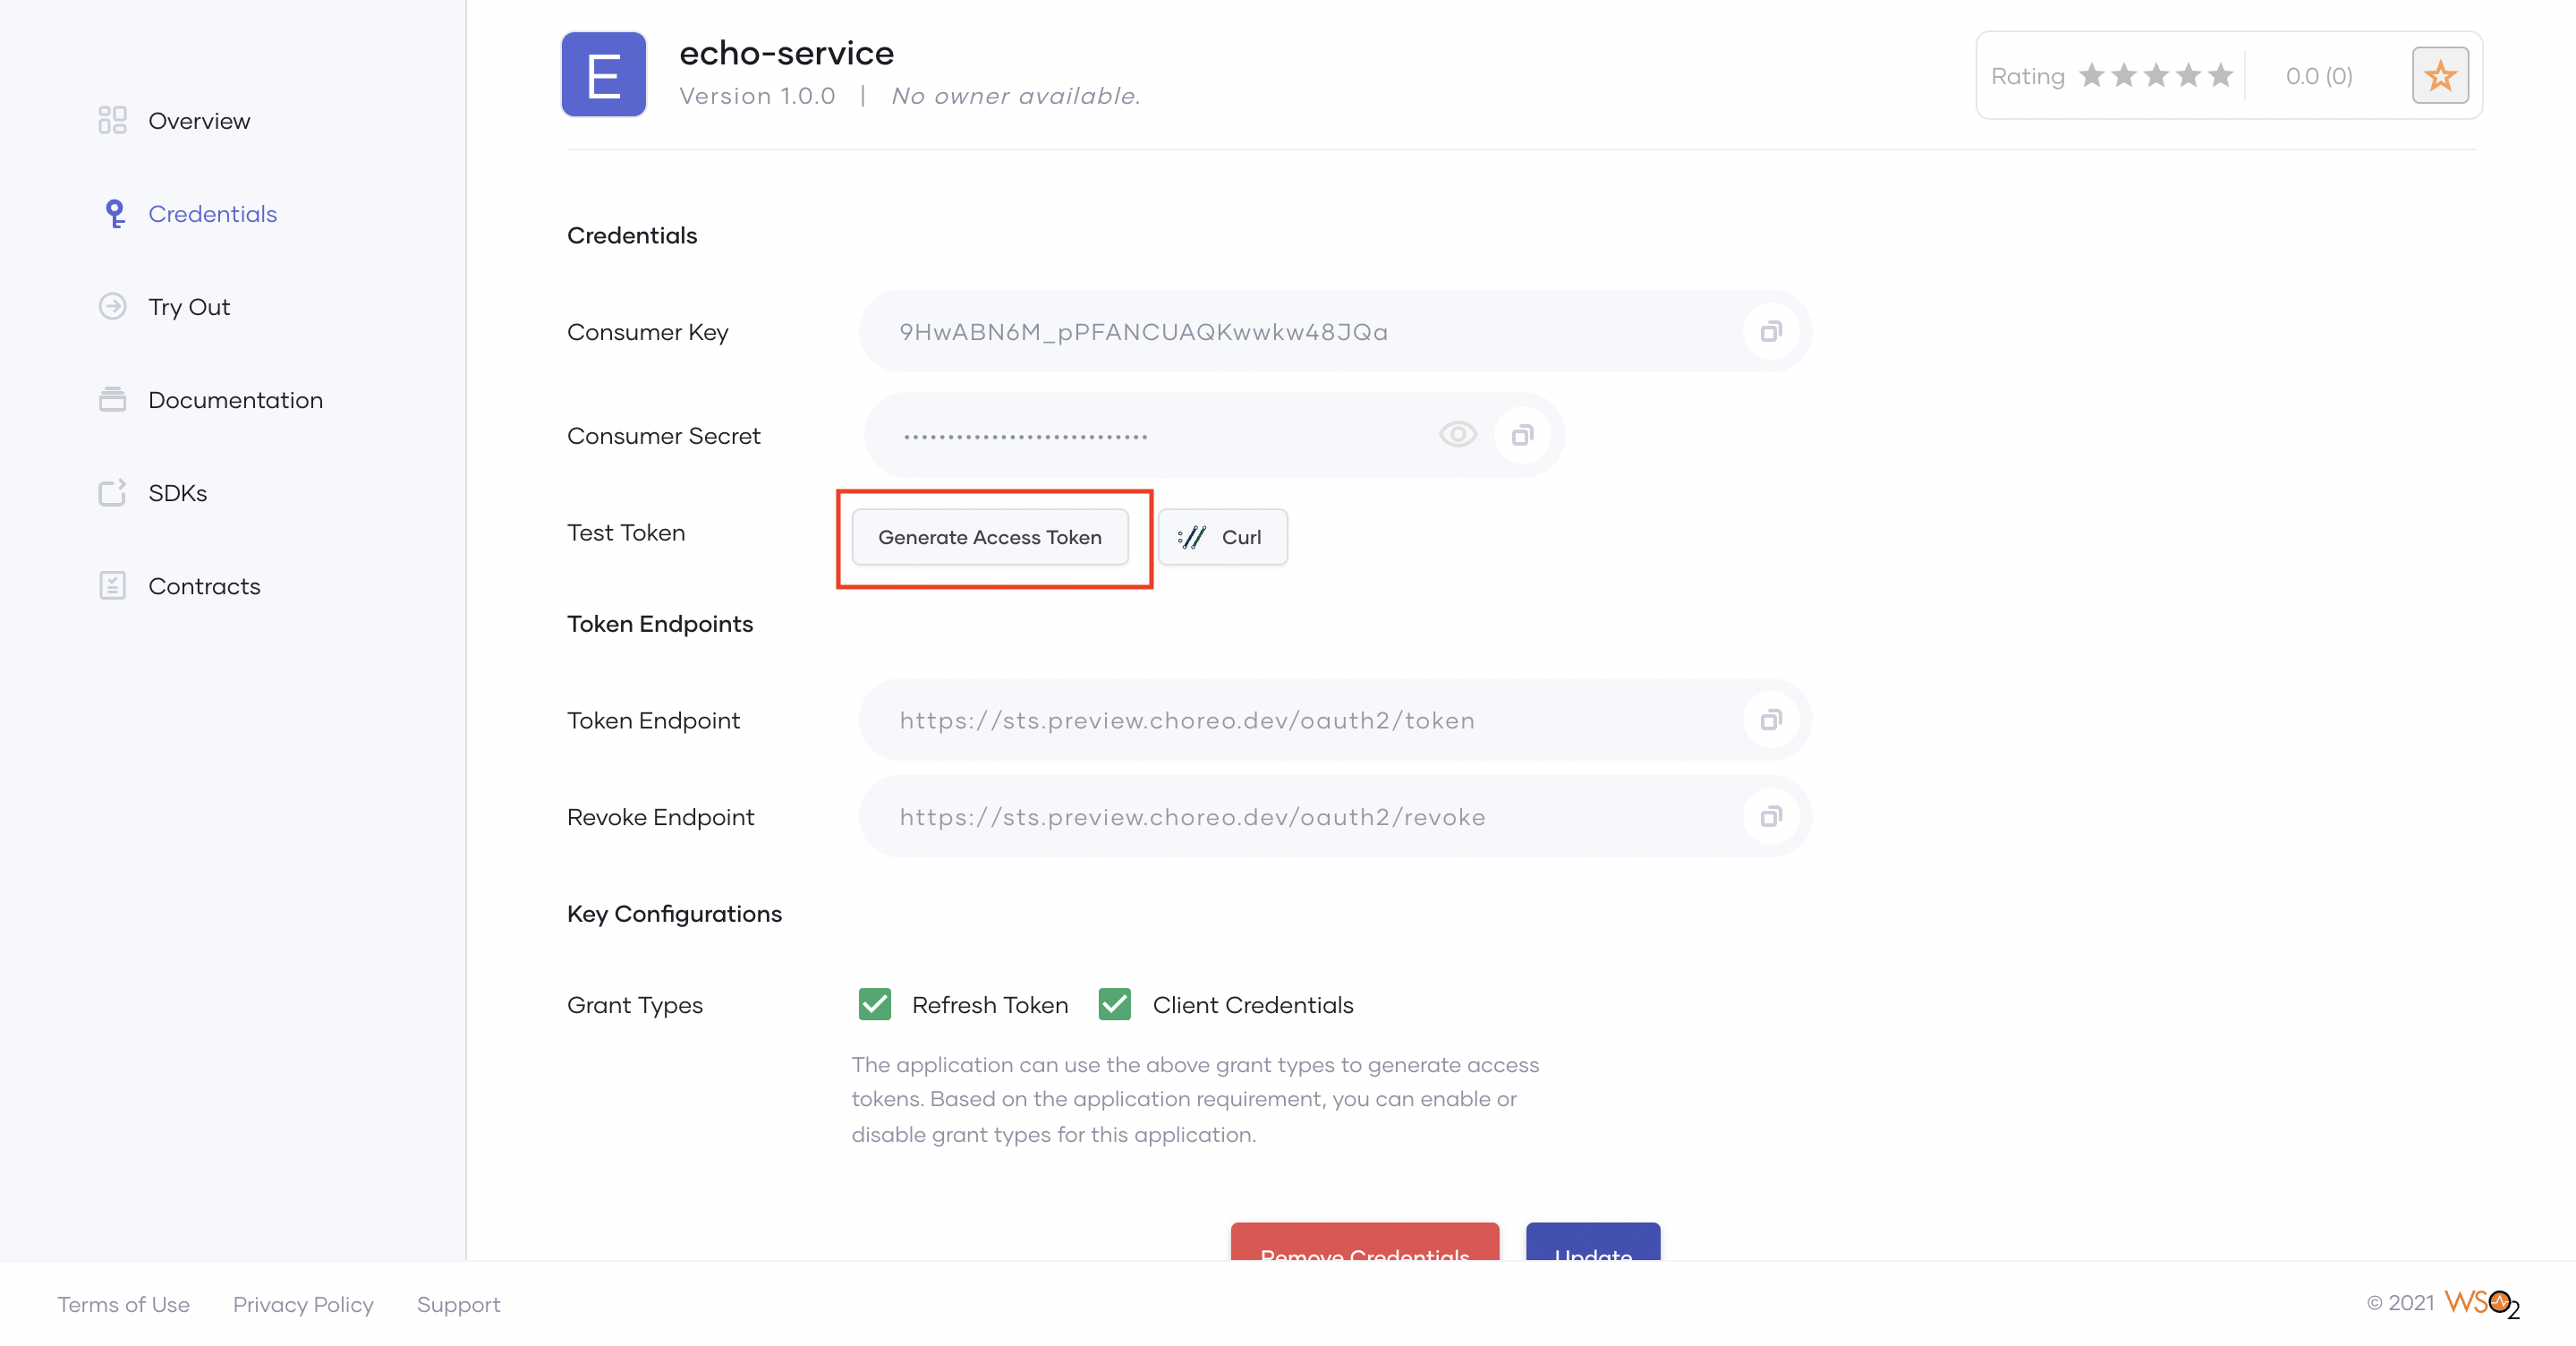 E
echo-service
Version 1.0.0 | No owner available.
Rating 0.0 (0)
Overview
Credentials
Try Out
Documentation
SDKs
Contracts
Credentials
Consumer Key 9HwABN6M_pPFANCUAQKwwkw48JQa
Consumer Secret
Test Token Generate Access Token Curl
Token Endpoints
Token Endpoint https://sts.preview.choreo.dev/oauth2/token
Revoke Endpoint https://sts.preview.choreo.dev/oauth2/revoke
Key Configurations
Grant Types Refresh Token Client Credentials
The application can use the above grant types to generate access
tokens. Based on the application requirement, you can enable or
disable grant types for this application.
Remove Credentials Update
Terms of Use Privacy Policy Support
© 2021 WSO2